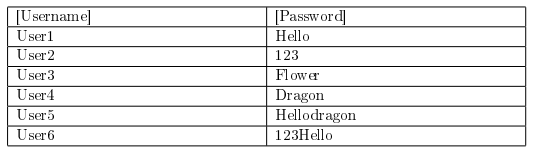 [Username] [Password]
User1 Hello
User2 123
User3 Flower
User4 Dragon
User5 Hellodragon
User6 123Hello